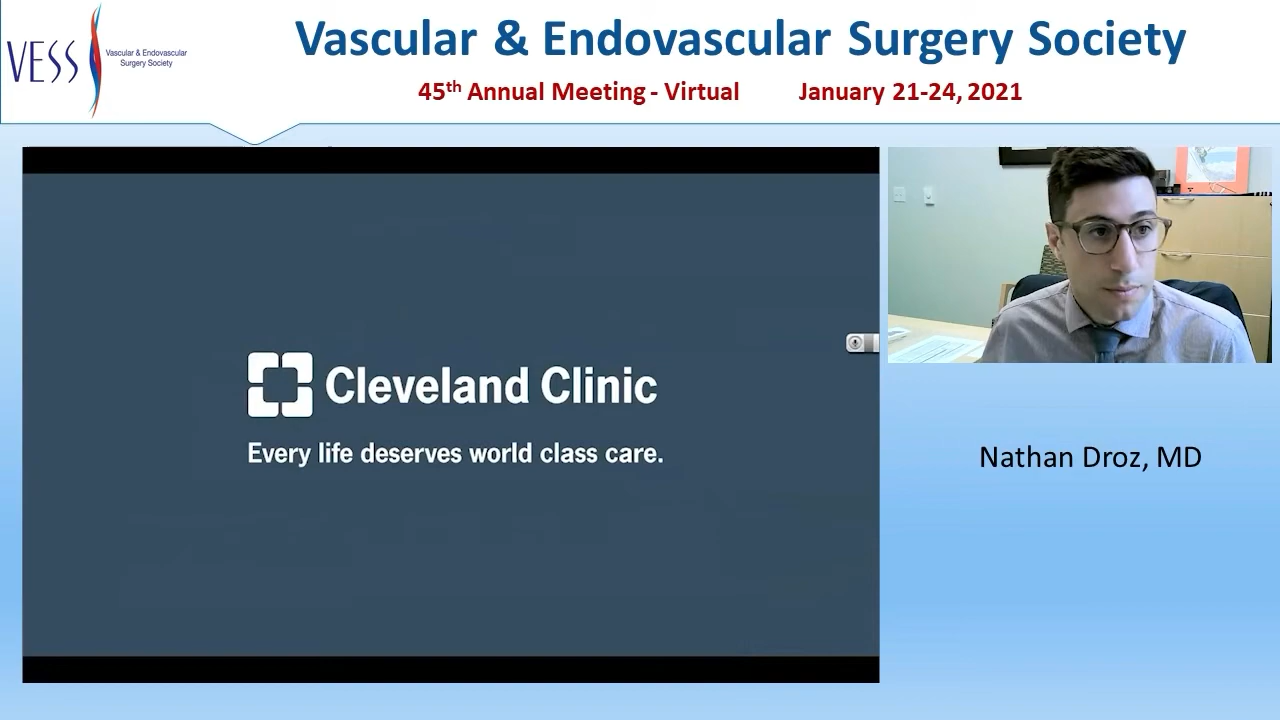 VESS
Vascular & Endovascular
Surgery Society
Vascular & Endovascular Surgery Society
45th Annual Meeting - Virtual January 21-24, 2021
Cleveland Clinic
Every life deserves world class care.
Nathan Droz, MD